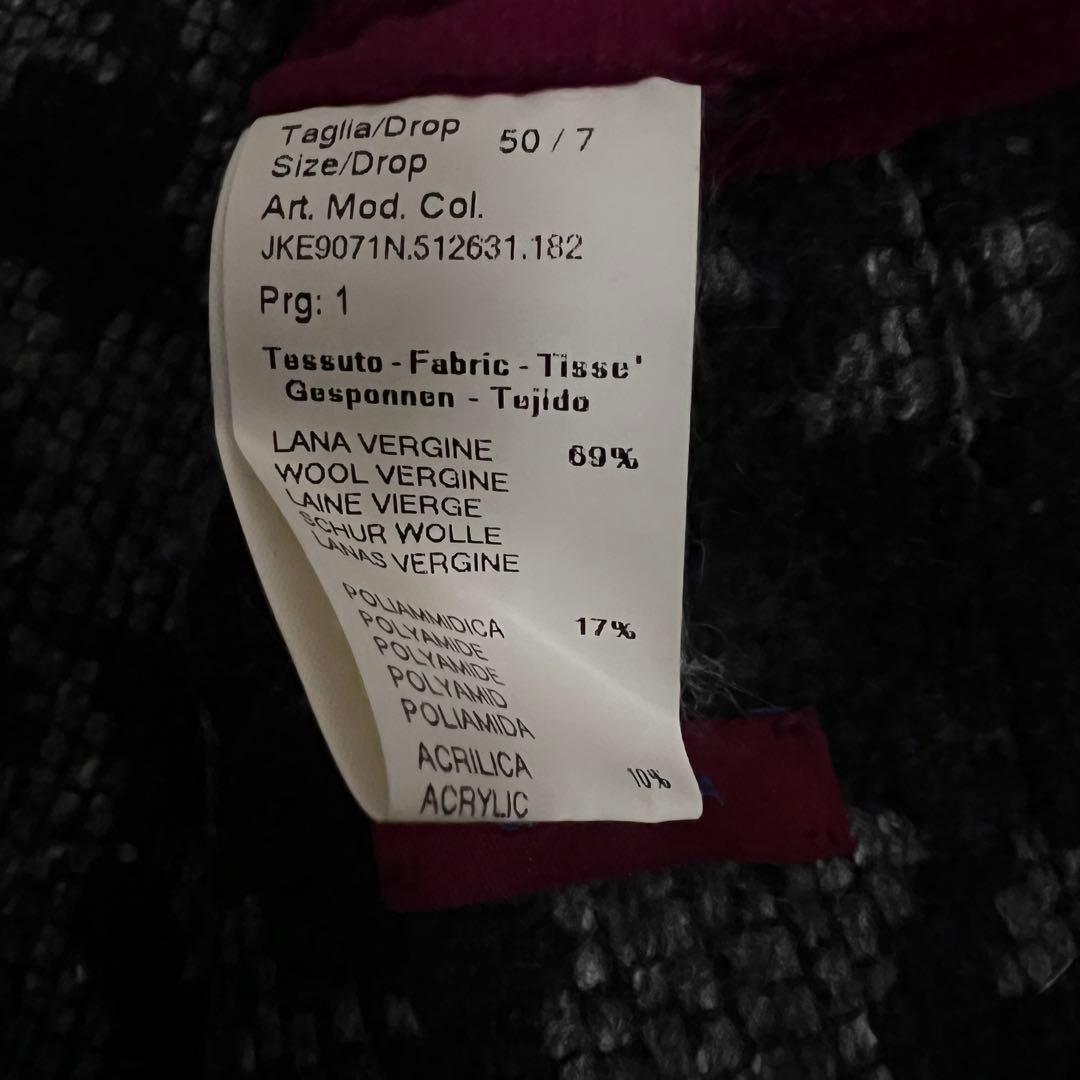 Taglia/Drop 50 / 7
Size/Drop
Art. Mod. Col.
JKE9071N.512631.182
Prg: 1
Tessuto - Fabric - Tisse'
Gesponnen - Tejido
LANA VERGINE 69%
WOOL VERGINE
LAINE VIERGE
SCHUR WOLLE
LANAS VERGINE
POLIAMMIDICA 17%
POLYAMIDE
POLYAMIDE
POLYAMID
POLIAMIDA
ACRILICA 10%
ACRYLIC